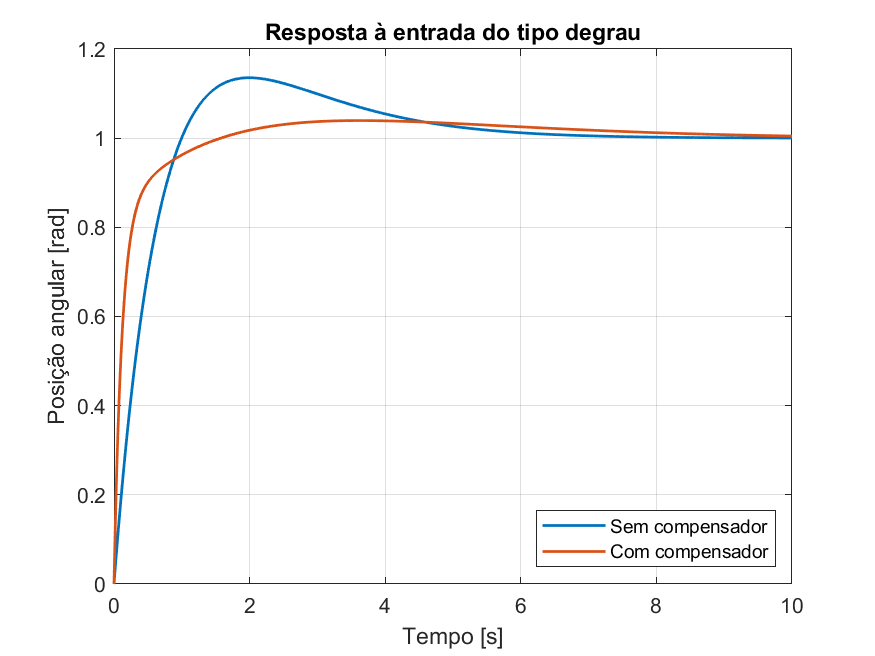 Resposta à entrada do tipo degrau
Posição angular [rad]
1.2
1
0.8
0.6
0.4
0.2
0
0 2 4 6 8 10
Tempo [s]
Sem compensador
Com compensador